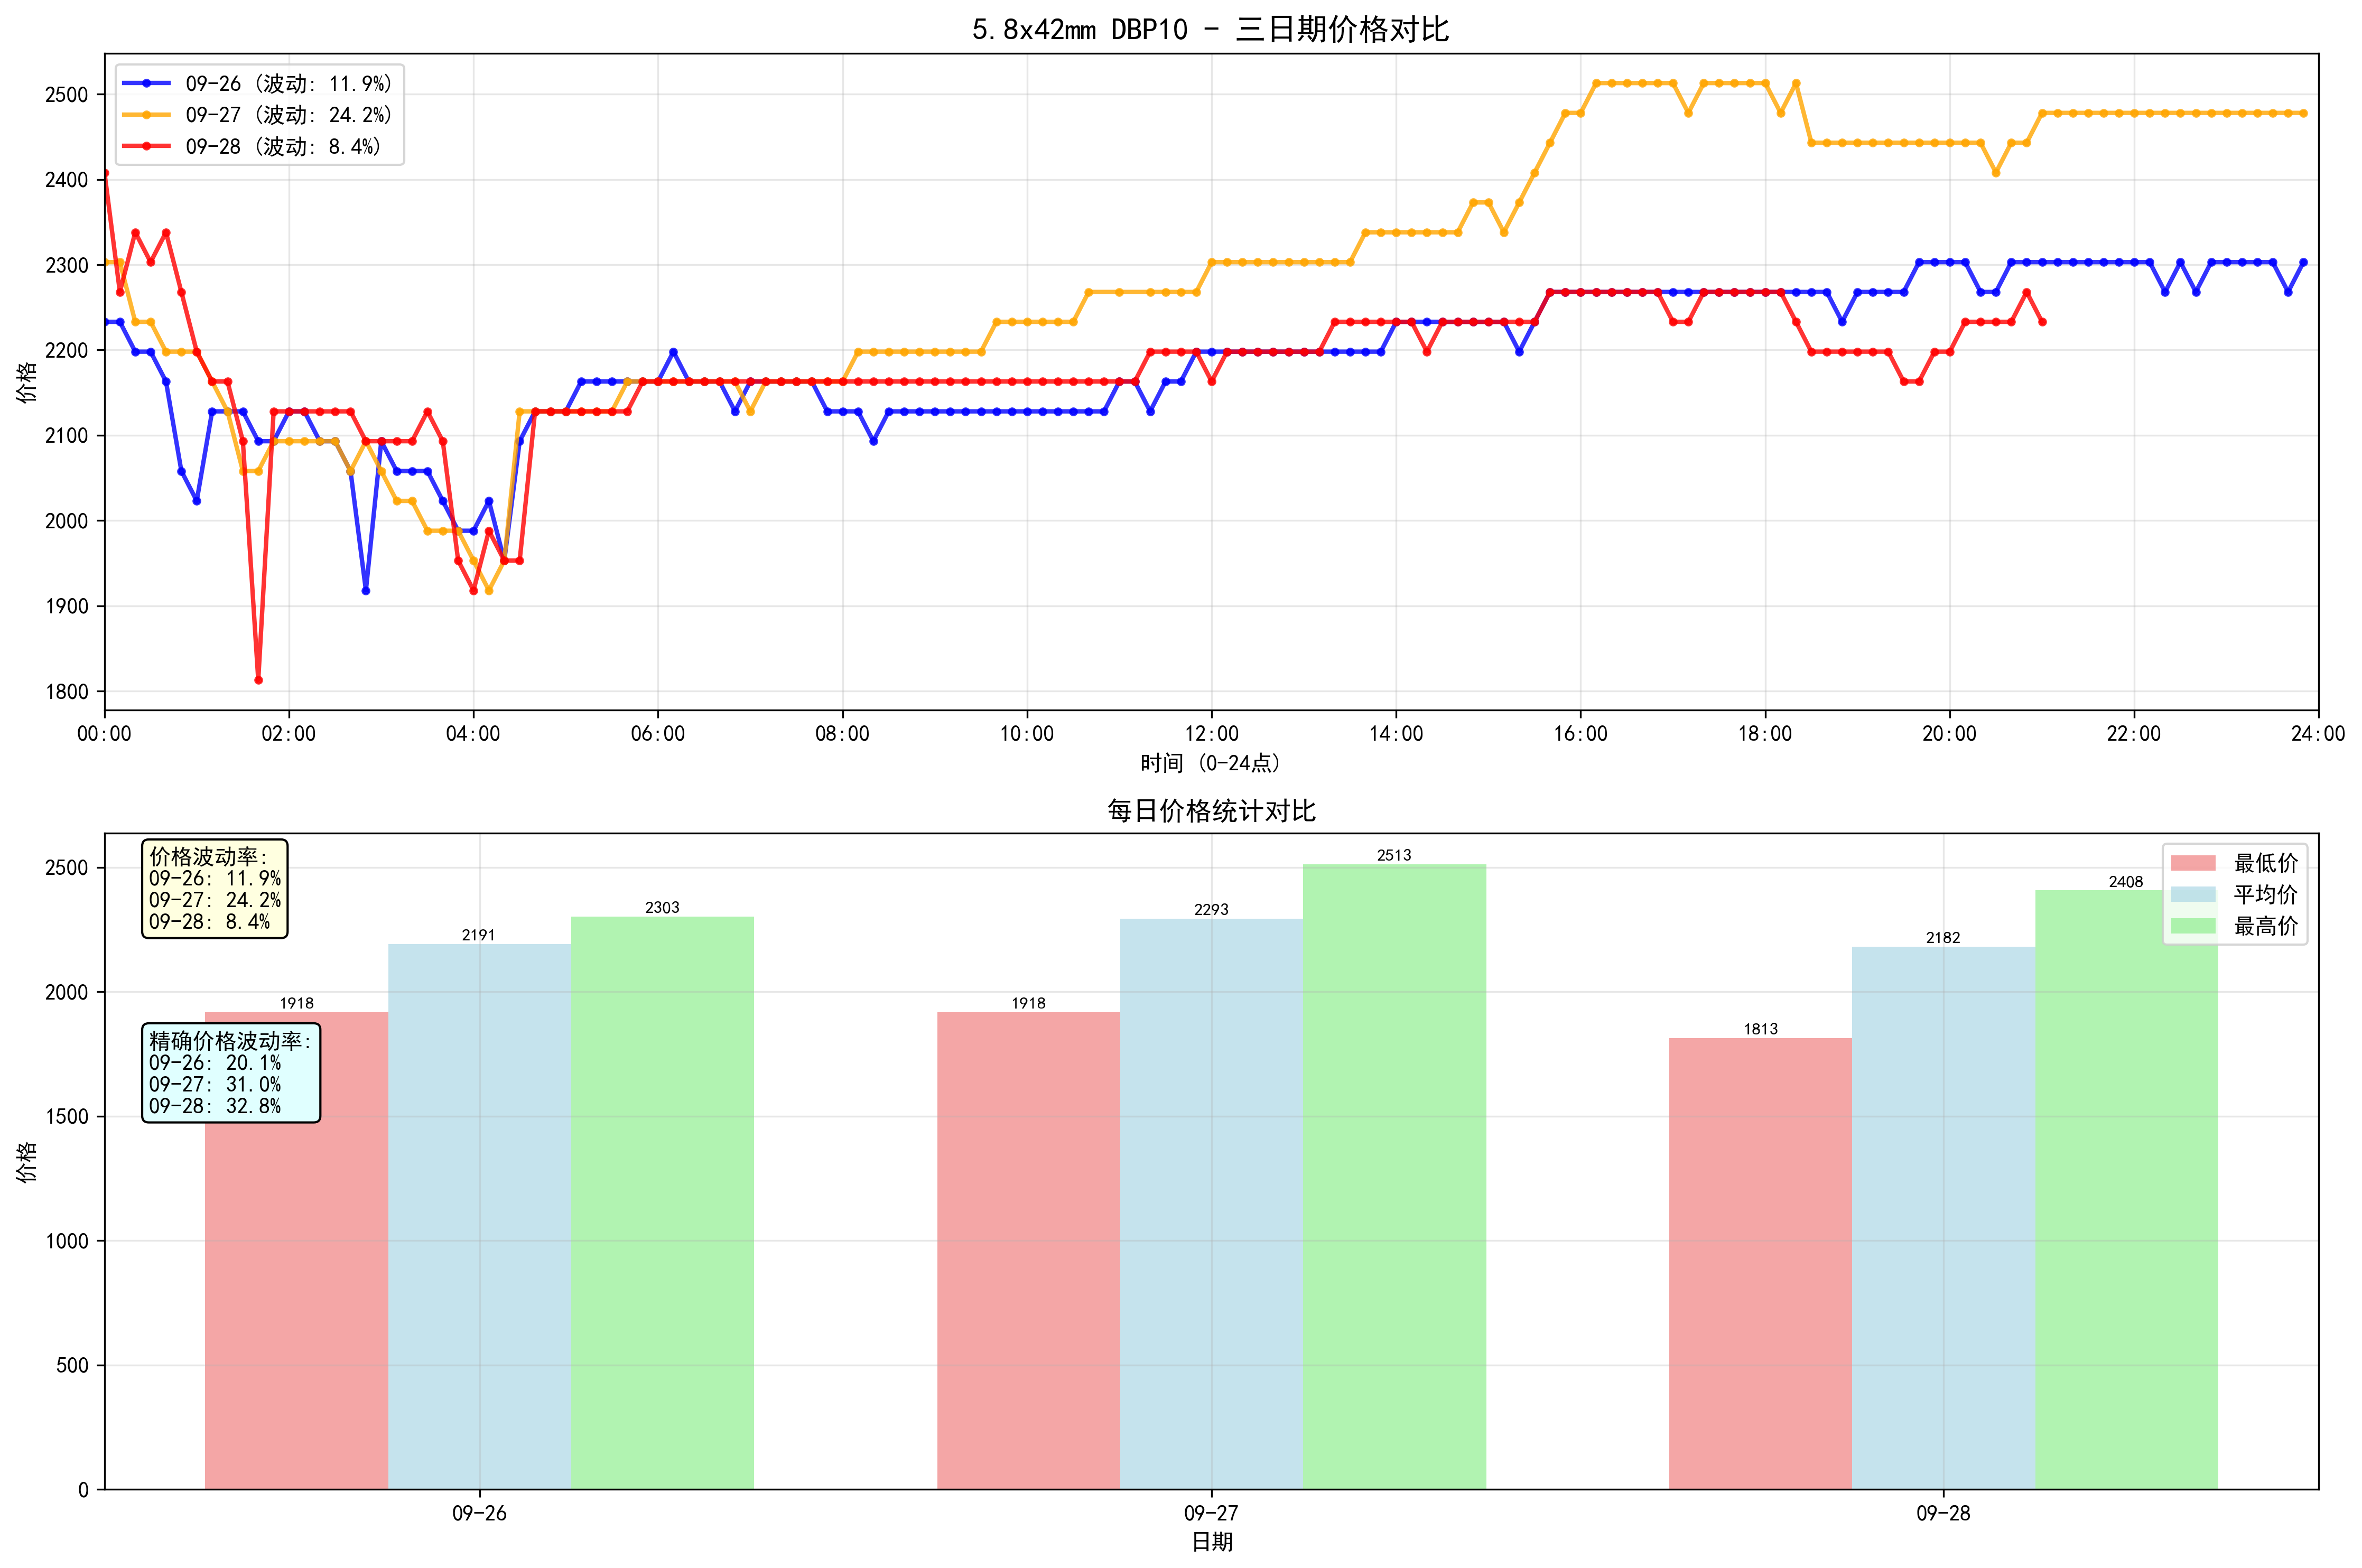 5.8x42mm DBP10 - 三日期价格对比
09-26 (波动: 11.9%)
09-27 (波动: 24.2%)
09-28 (波动: 8.4%)
价格
2500
2400
2300
2200
2100
2000
1900
1800
00:00 02:00 04:00 06:00 08:00 10:00 12:00 14:00 16:00 18:00 20:00 22:00 24:00
时间 (0-24点)
每日价格统计对比
价格波动率:
09-26: 11.9%
09-27: 24.2%
09-28: 8.4%
精确价格波动率:
09-26: 20.1%
09-27: 31.0%
09-28: 32.8%
最低价
平均价
最高价
价格
2500
2000
1500
1000
500
0
1918 2191 2303
1918 2293 2513
1813 2182 2408
09-26 09-27 09-28
日期